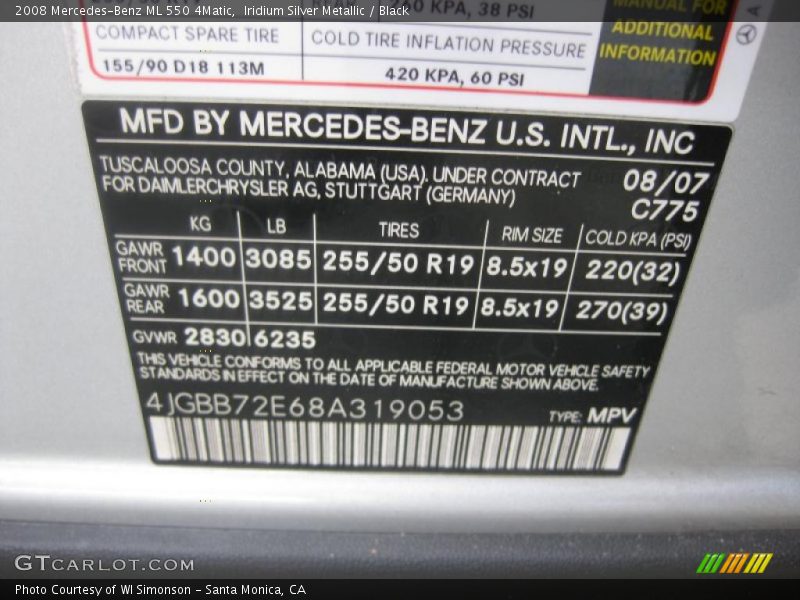 2008 Mercedes-Benz ML 550 4Matic, Iridium Silver Metallic / Black
KPA, 38 PSI
MANUAL FOR
COMPACT SPARE TIRE
COLD TIRE INFLATION PRESSURE
ADDITIONAL
155/90 D18 113M
420 KPA, 60 PSI
INFORMATION
MFD BY MERCEDES-BENZ U.S. INTL., INC
TUSCALOOSA COUNTY, ALABAMA (USA). UNDER CONTRACT
08/07
FOR DAIMLERCHRYSLER AG, STUTTGART (GERMANY)
C775
KG LB TIRES RIM SIZE COLD KPA (PSI)
GAWR FRONT 1400 3085 255/50 R19 8.5x19 220(32)
GAWR REAR 1600 3525 255/50 R19 8.5x19 270(39)
GVWR 2830 6235
THIS VEHICLE CONFORMS TO ALL APPLICABLE FEDERAL MOTOR VEHICLE SAFETY
STANDARDS IN EFFECT ON THE DATE OF MANUFACTURE SHOWN ABOVE.
4JGBB72E68A319053
TYPE: MPV
GTCARLOT.COM
Photo Courtesy of WI Simonson - Santa Monica, CA